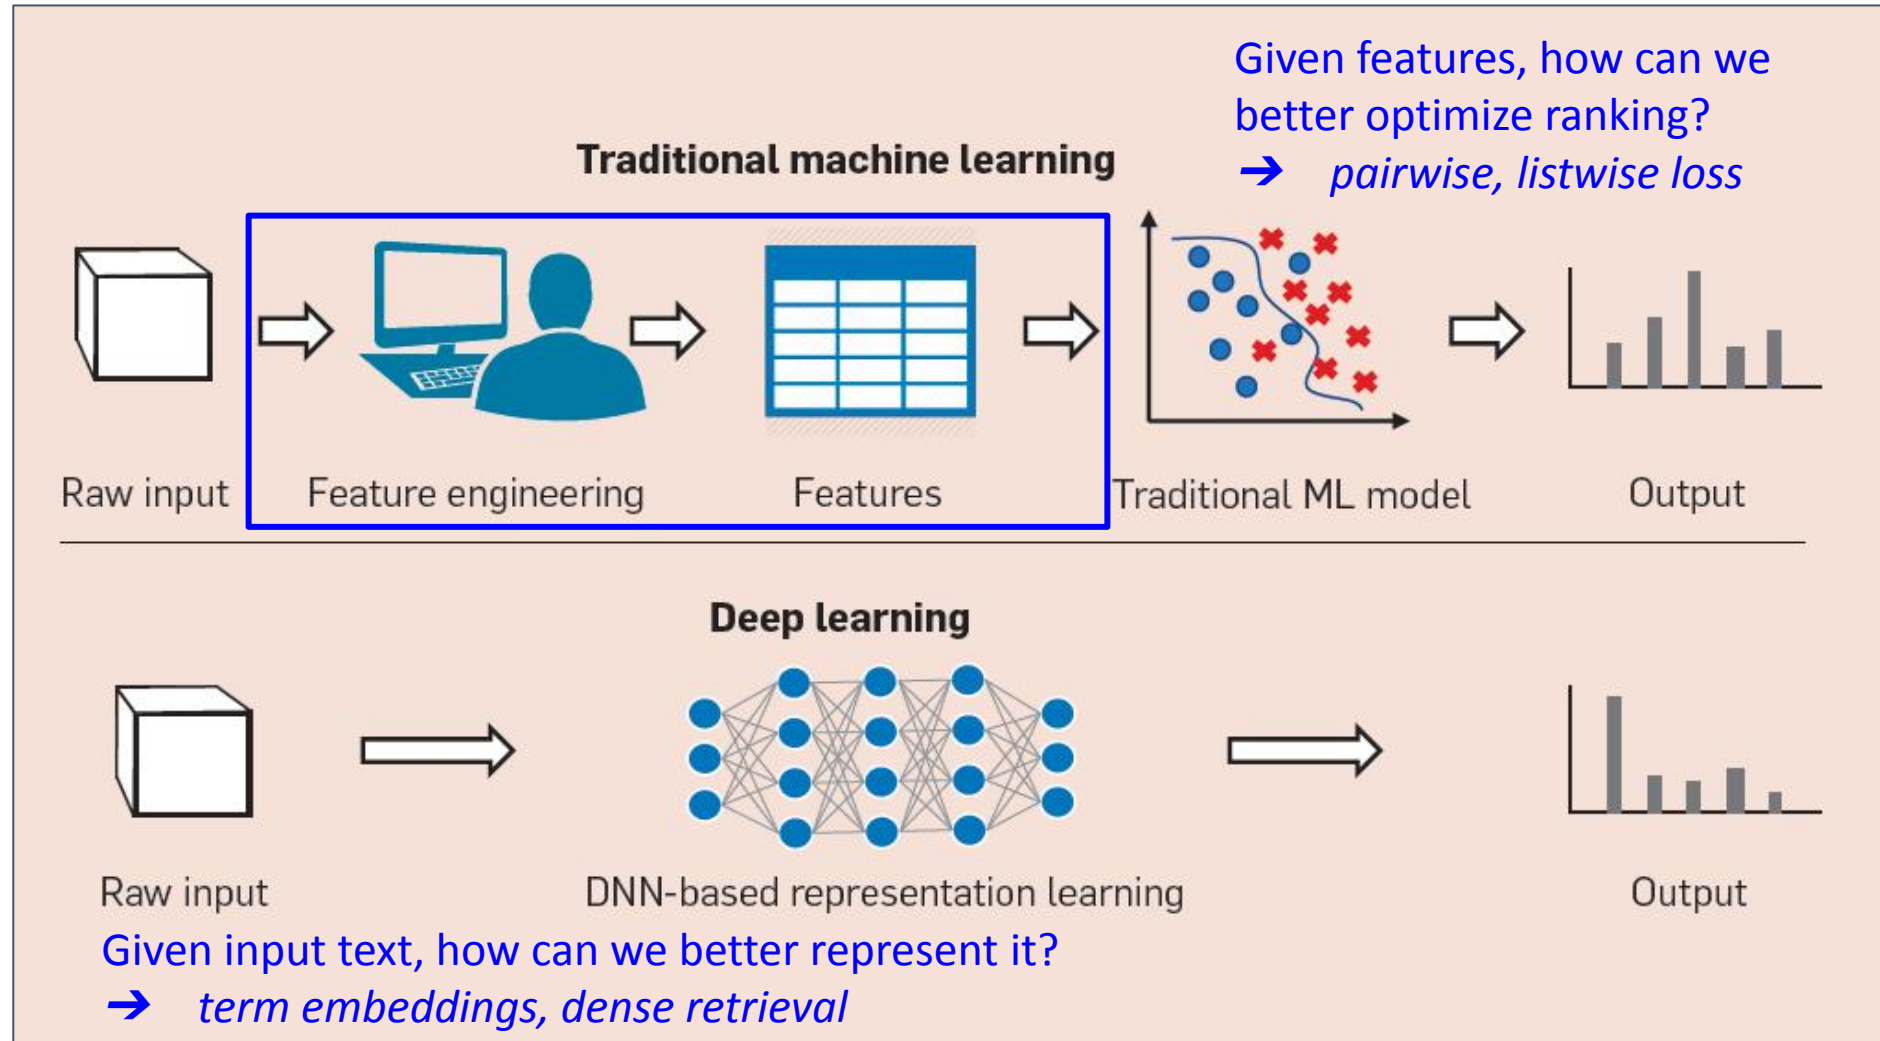 Given features, how can we
better optimize ranking?
➔ pairwise, listwise loss
Traditional machine learning
Raw input
Feature engineering
Features
Traditional ML model
Output
Deep learning
Raw input
DNN-based representation learning
Output
Given input text, how can we better represent it?
➔ term embeddings, dense retrieval